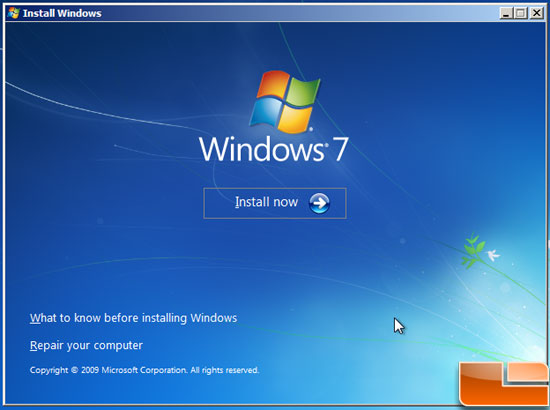 Install Windows
Windows® 7
Install now
What to know before installing Windows
Repair your computer
Copyright © 2009 Microsoft Corporation. All rights reserved.